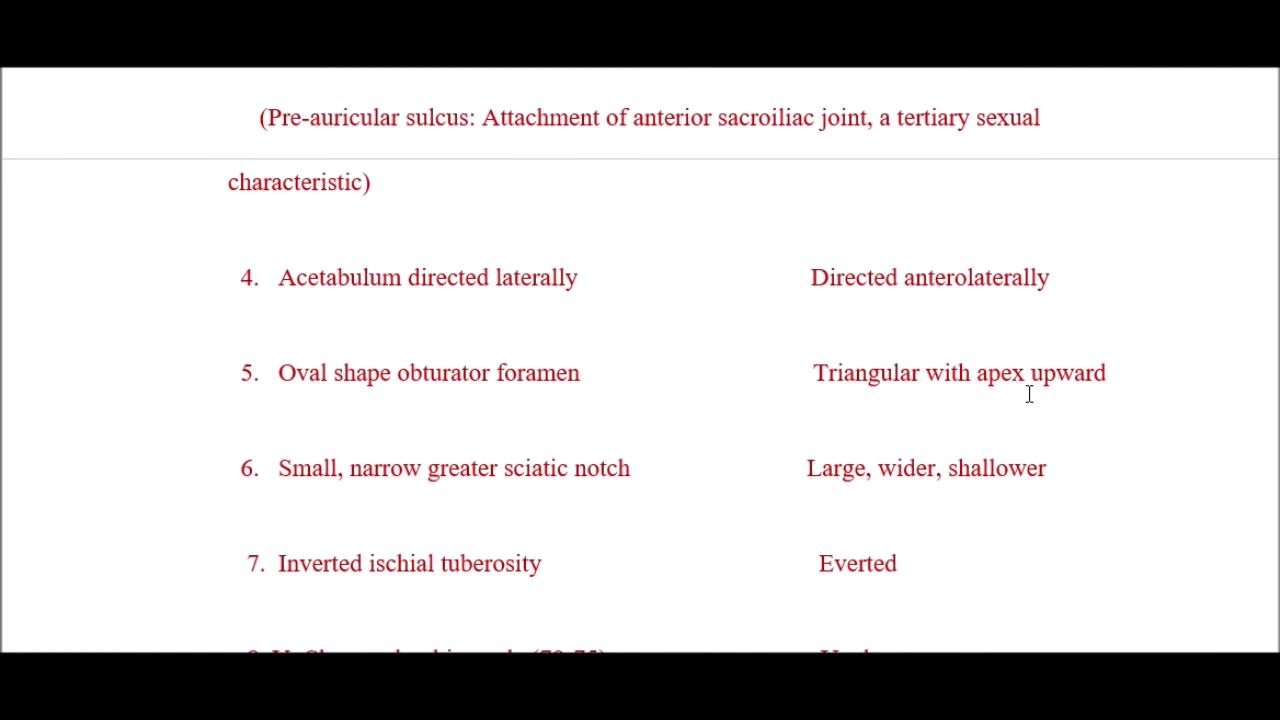 (Pre-auricular sulcus: Attachment of anterior sacroiliac joint, a tertiary sexual
characteristic)
4. Acetabulum directed laterally Directed anterolaterally
5. Oval shape obturator foramen Triangular with apex upward
6. Small, narrow greater sciatic notch Large, wider, shallower
7. Inverted ischial tuberosity Everted